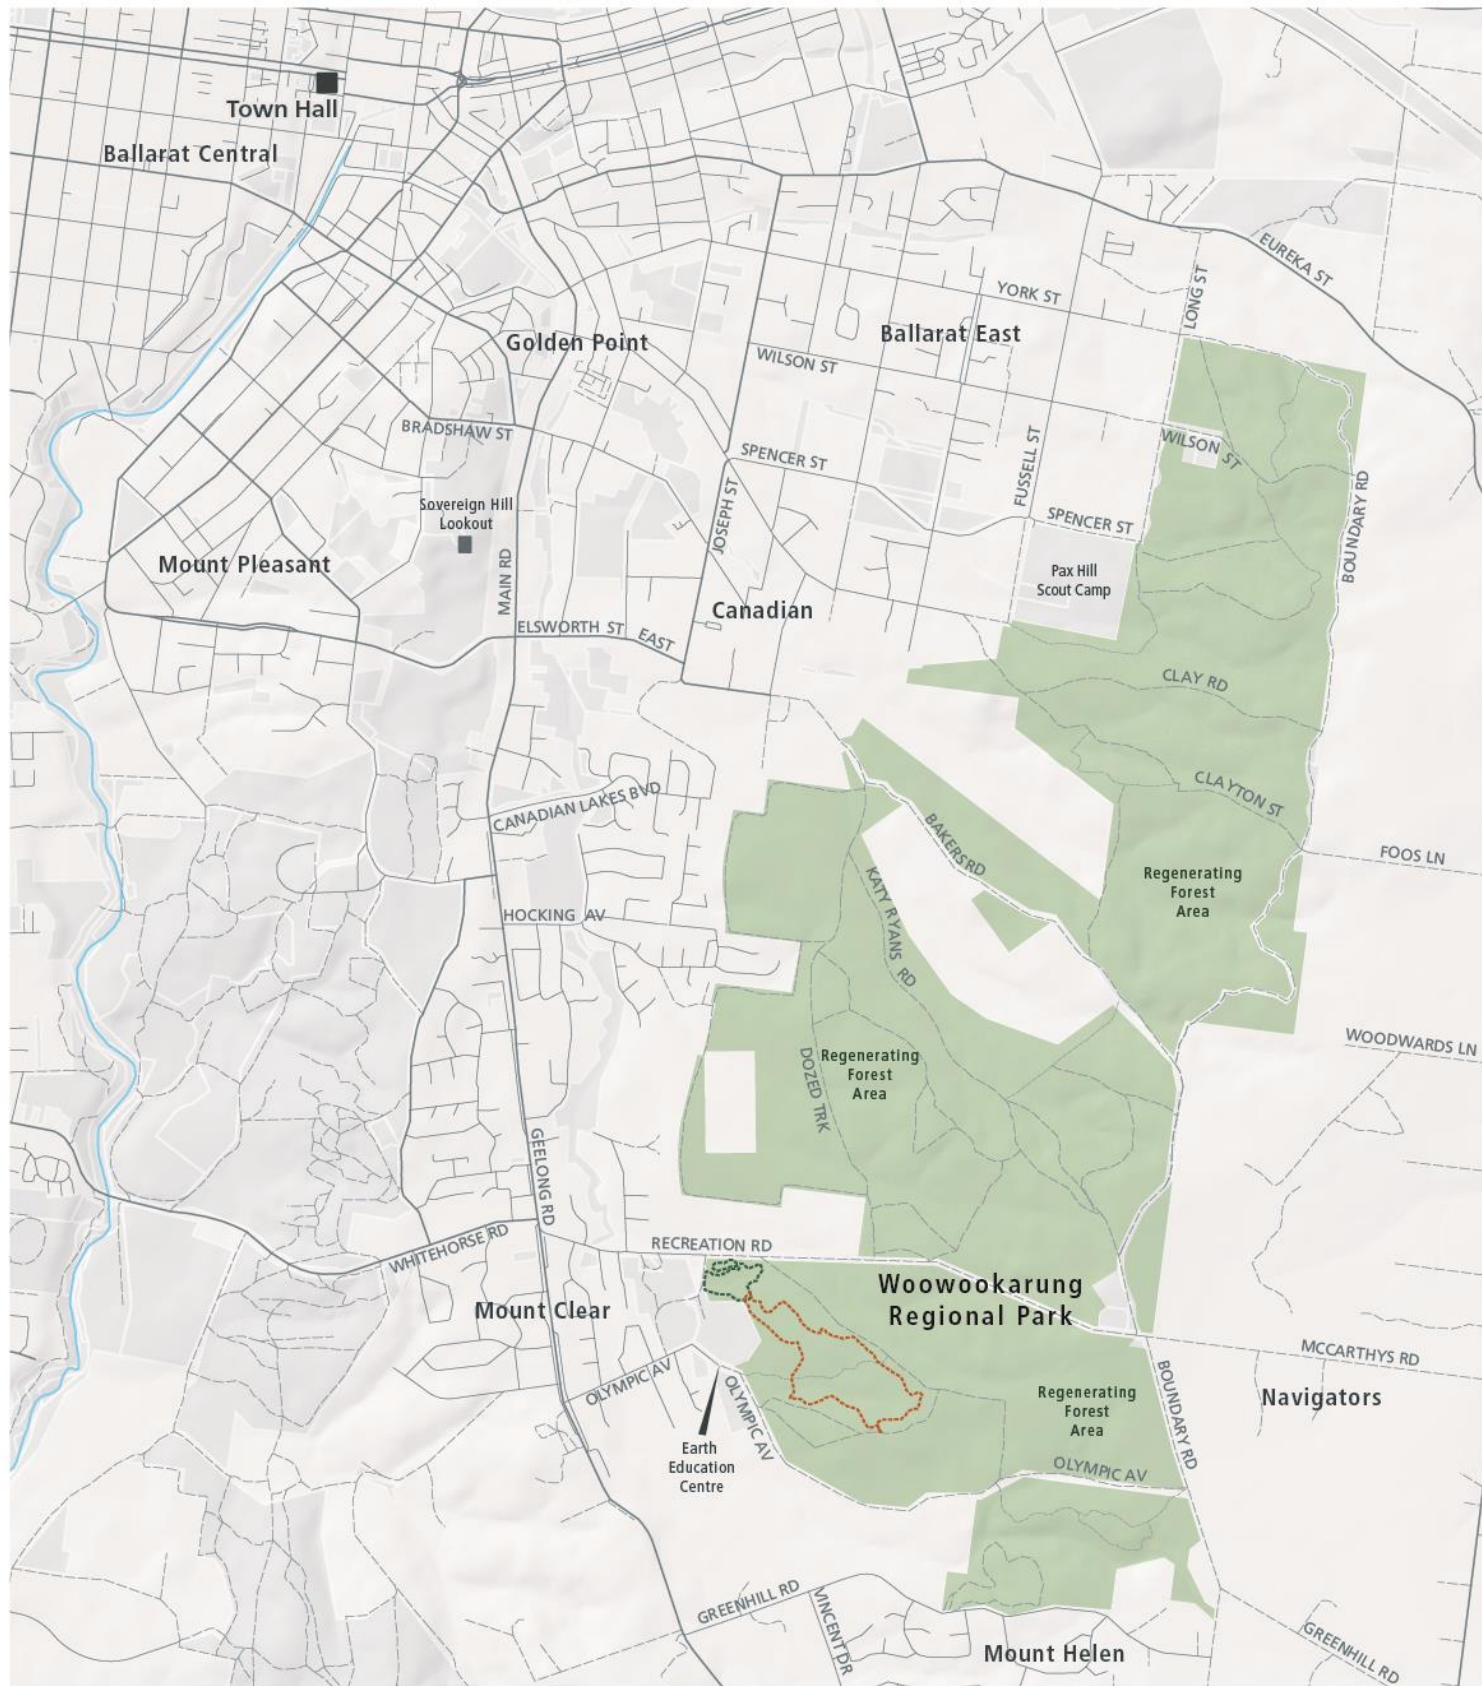 Town Hall
Ballarat Central
EUREKA ST
LONG ST
YORK ST
Ballarat East
Golden Point
WILSON ST
BRADSHAW ST
WILSON ST
SPENCER ST
FUSSELL ST
BOUNDARY RD
JOSEPH ST
Sovereign Hill
Lookout
SPENCER ST
Mount Pleasant
MAIN RD
Pax Hill
Scout Camp
Canadian
ELSWORTH ST EAST
CLAY RD
CLAYTON ST
CANADIAN LAKES BVD
BAKERS RD
FOOS LN
Regenerating
Forest
Area
KATY RYANS RD
HOCKING AV
WOODWARDS LN
DOZED TRK
Regenerating
Forest
Area
GEELONG RD
WHITEHORSE RD
RECREATION RD
Woowookarung
Regional Park
Mount Clear
MCCARTHYS RD
OLYMPIC AV
OLYMPIC AV
Regenerating
Forest
Area
BOUNDARY RD
Navigators
Earth
Education
Centre
OLYMPIC AV
GREENHILL RD
VINCENT DR
Mount Helen
GREENHILL RD